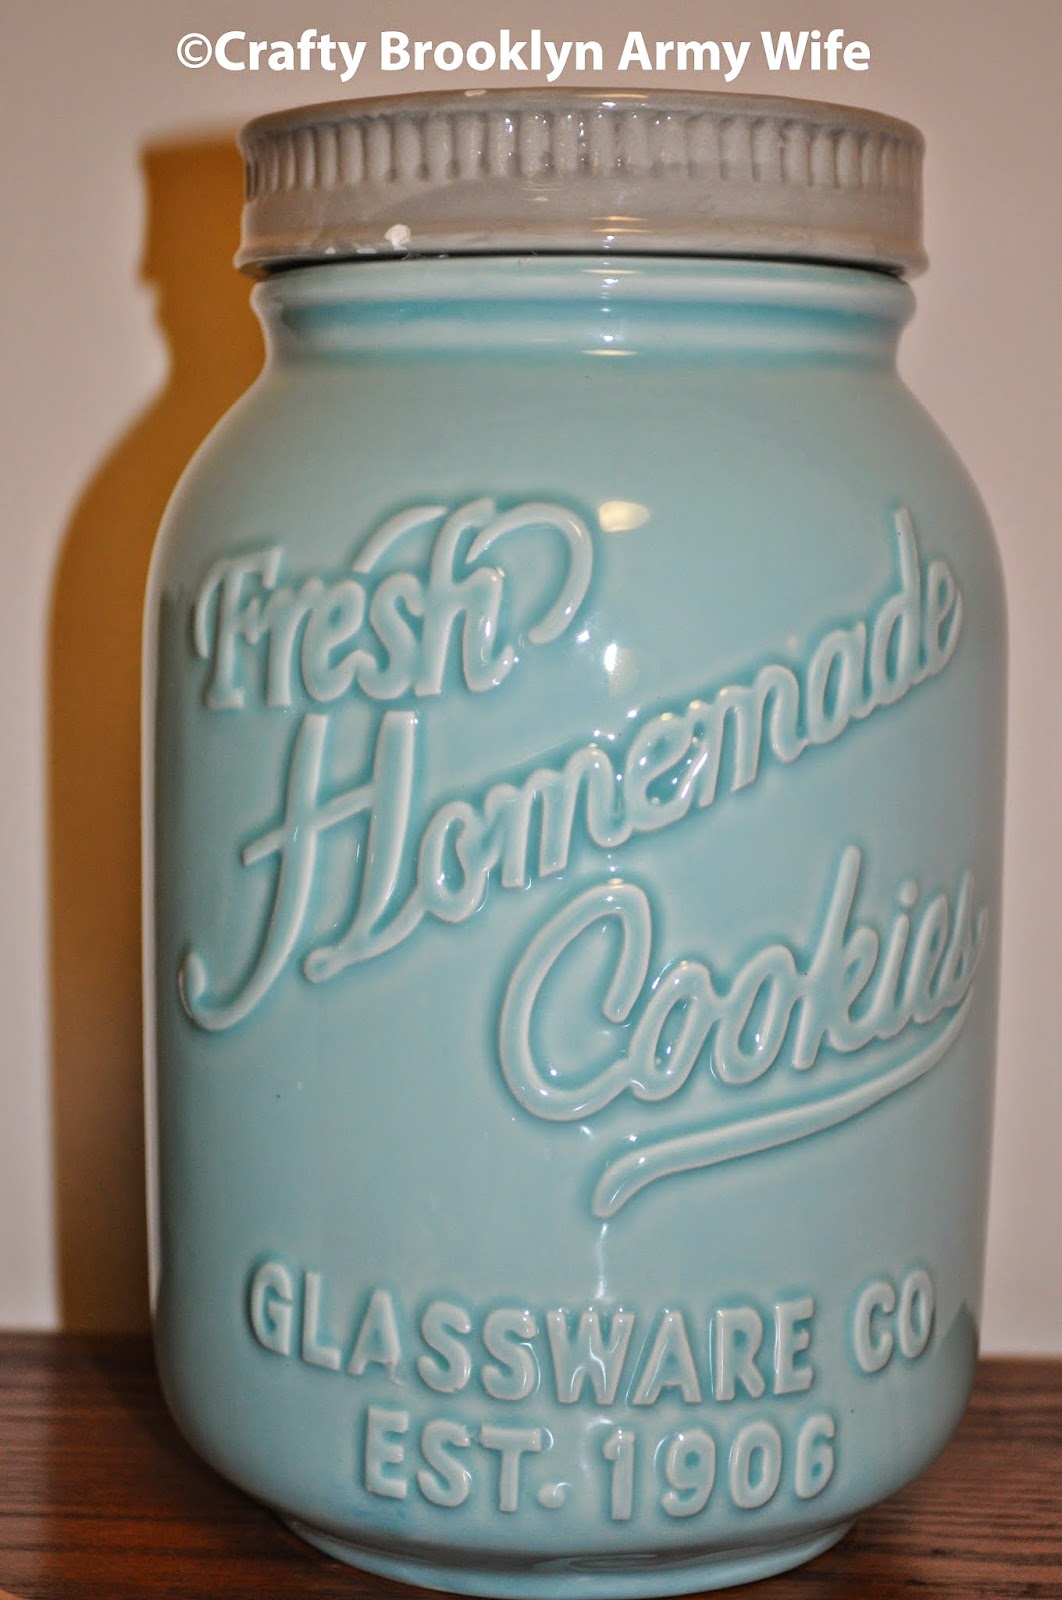 ©Crafty Brooklyn Army Wife
Fresh
Homemade
Cookies
GLASSWARE CO
EST. 1906